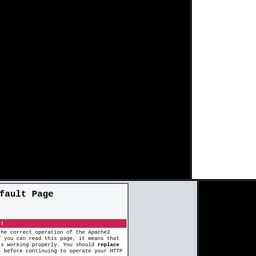 fault Page
!
he correct operation of the Apache2
you can read this page, it means that
s working properly. You should replace
before continuing to operate your HTTP